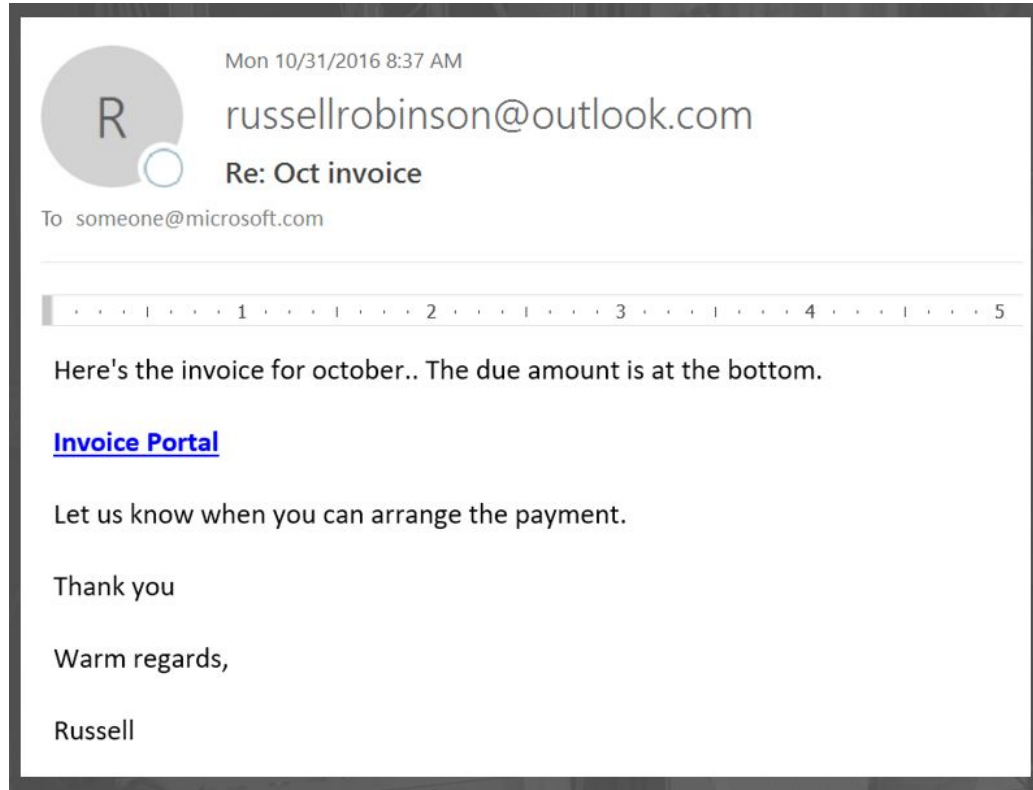 Mon 10/31/2016 8:37 AM
R
russellrobinson@outlook.com
Re: Oct invoice
To someone@microsoft.com
1 2 3 4 5
Here's the invoice for october.. The due amount is at the bottom.
Invoice Portal
Let us know when you can arrange the payment.
Thank you
Warm regards,
Russell